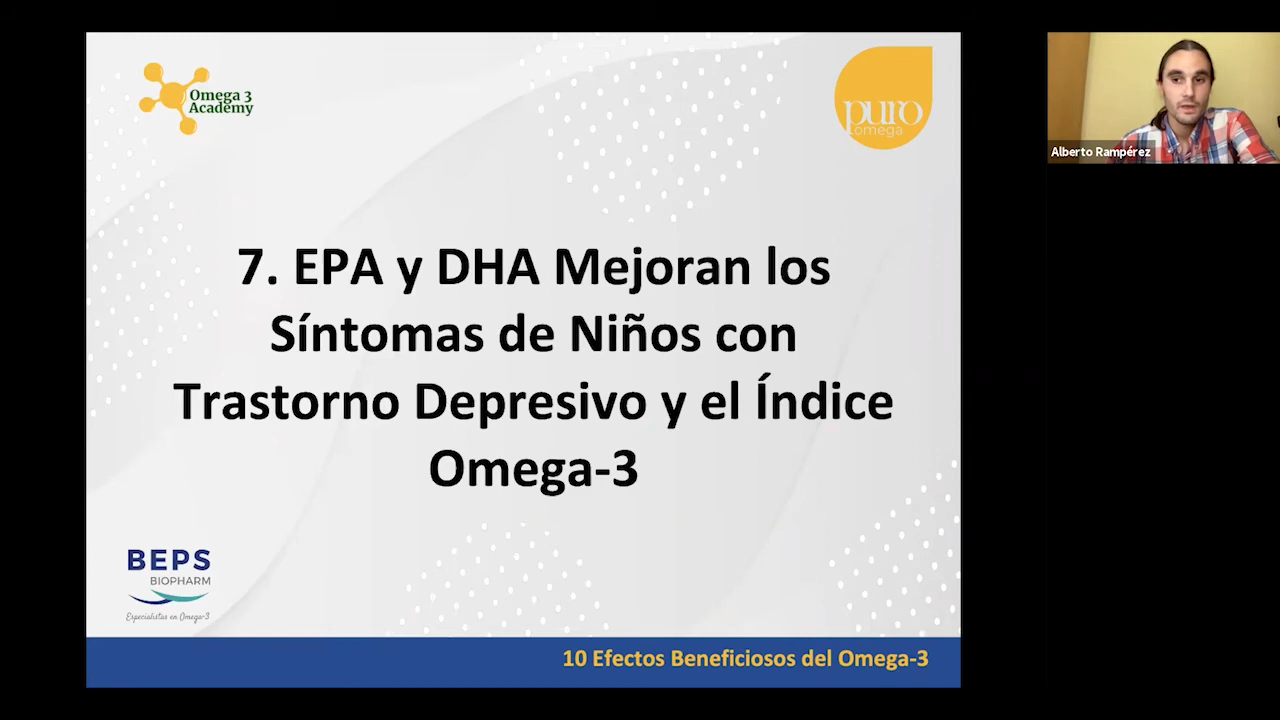 Omega 3
Academy
puro
omega
Alberto Rampérez
7. EPA y DHA Mejoran los
Síntomas de Niños con
Trastorno Depresivo y el Índice
Omega-3
BEPS
BIOPHARM
Especialistas en Omega-3
10 Efectos Beneficiosos del Omega-3